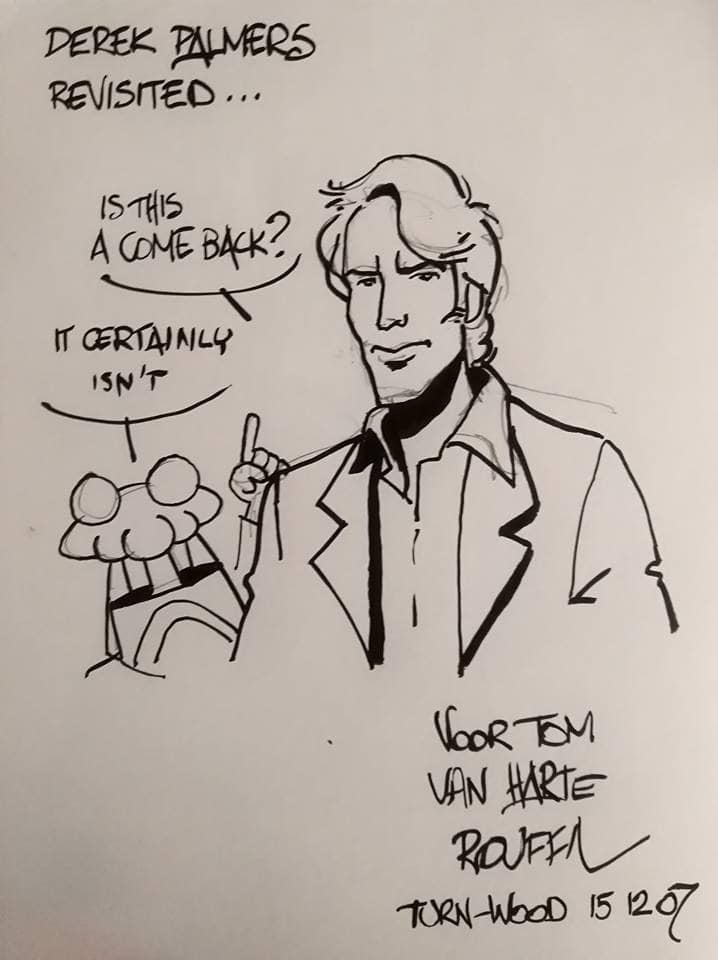 DEREK PALMERS
REVISITED...
IS THIS
A COME BACK?
IT CERTAINLY
ISN'T
VOOR TOM
VAN HARTE
TURN-WOOD 15 12 07